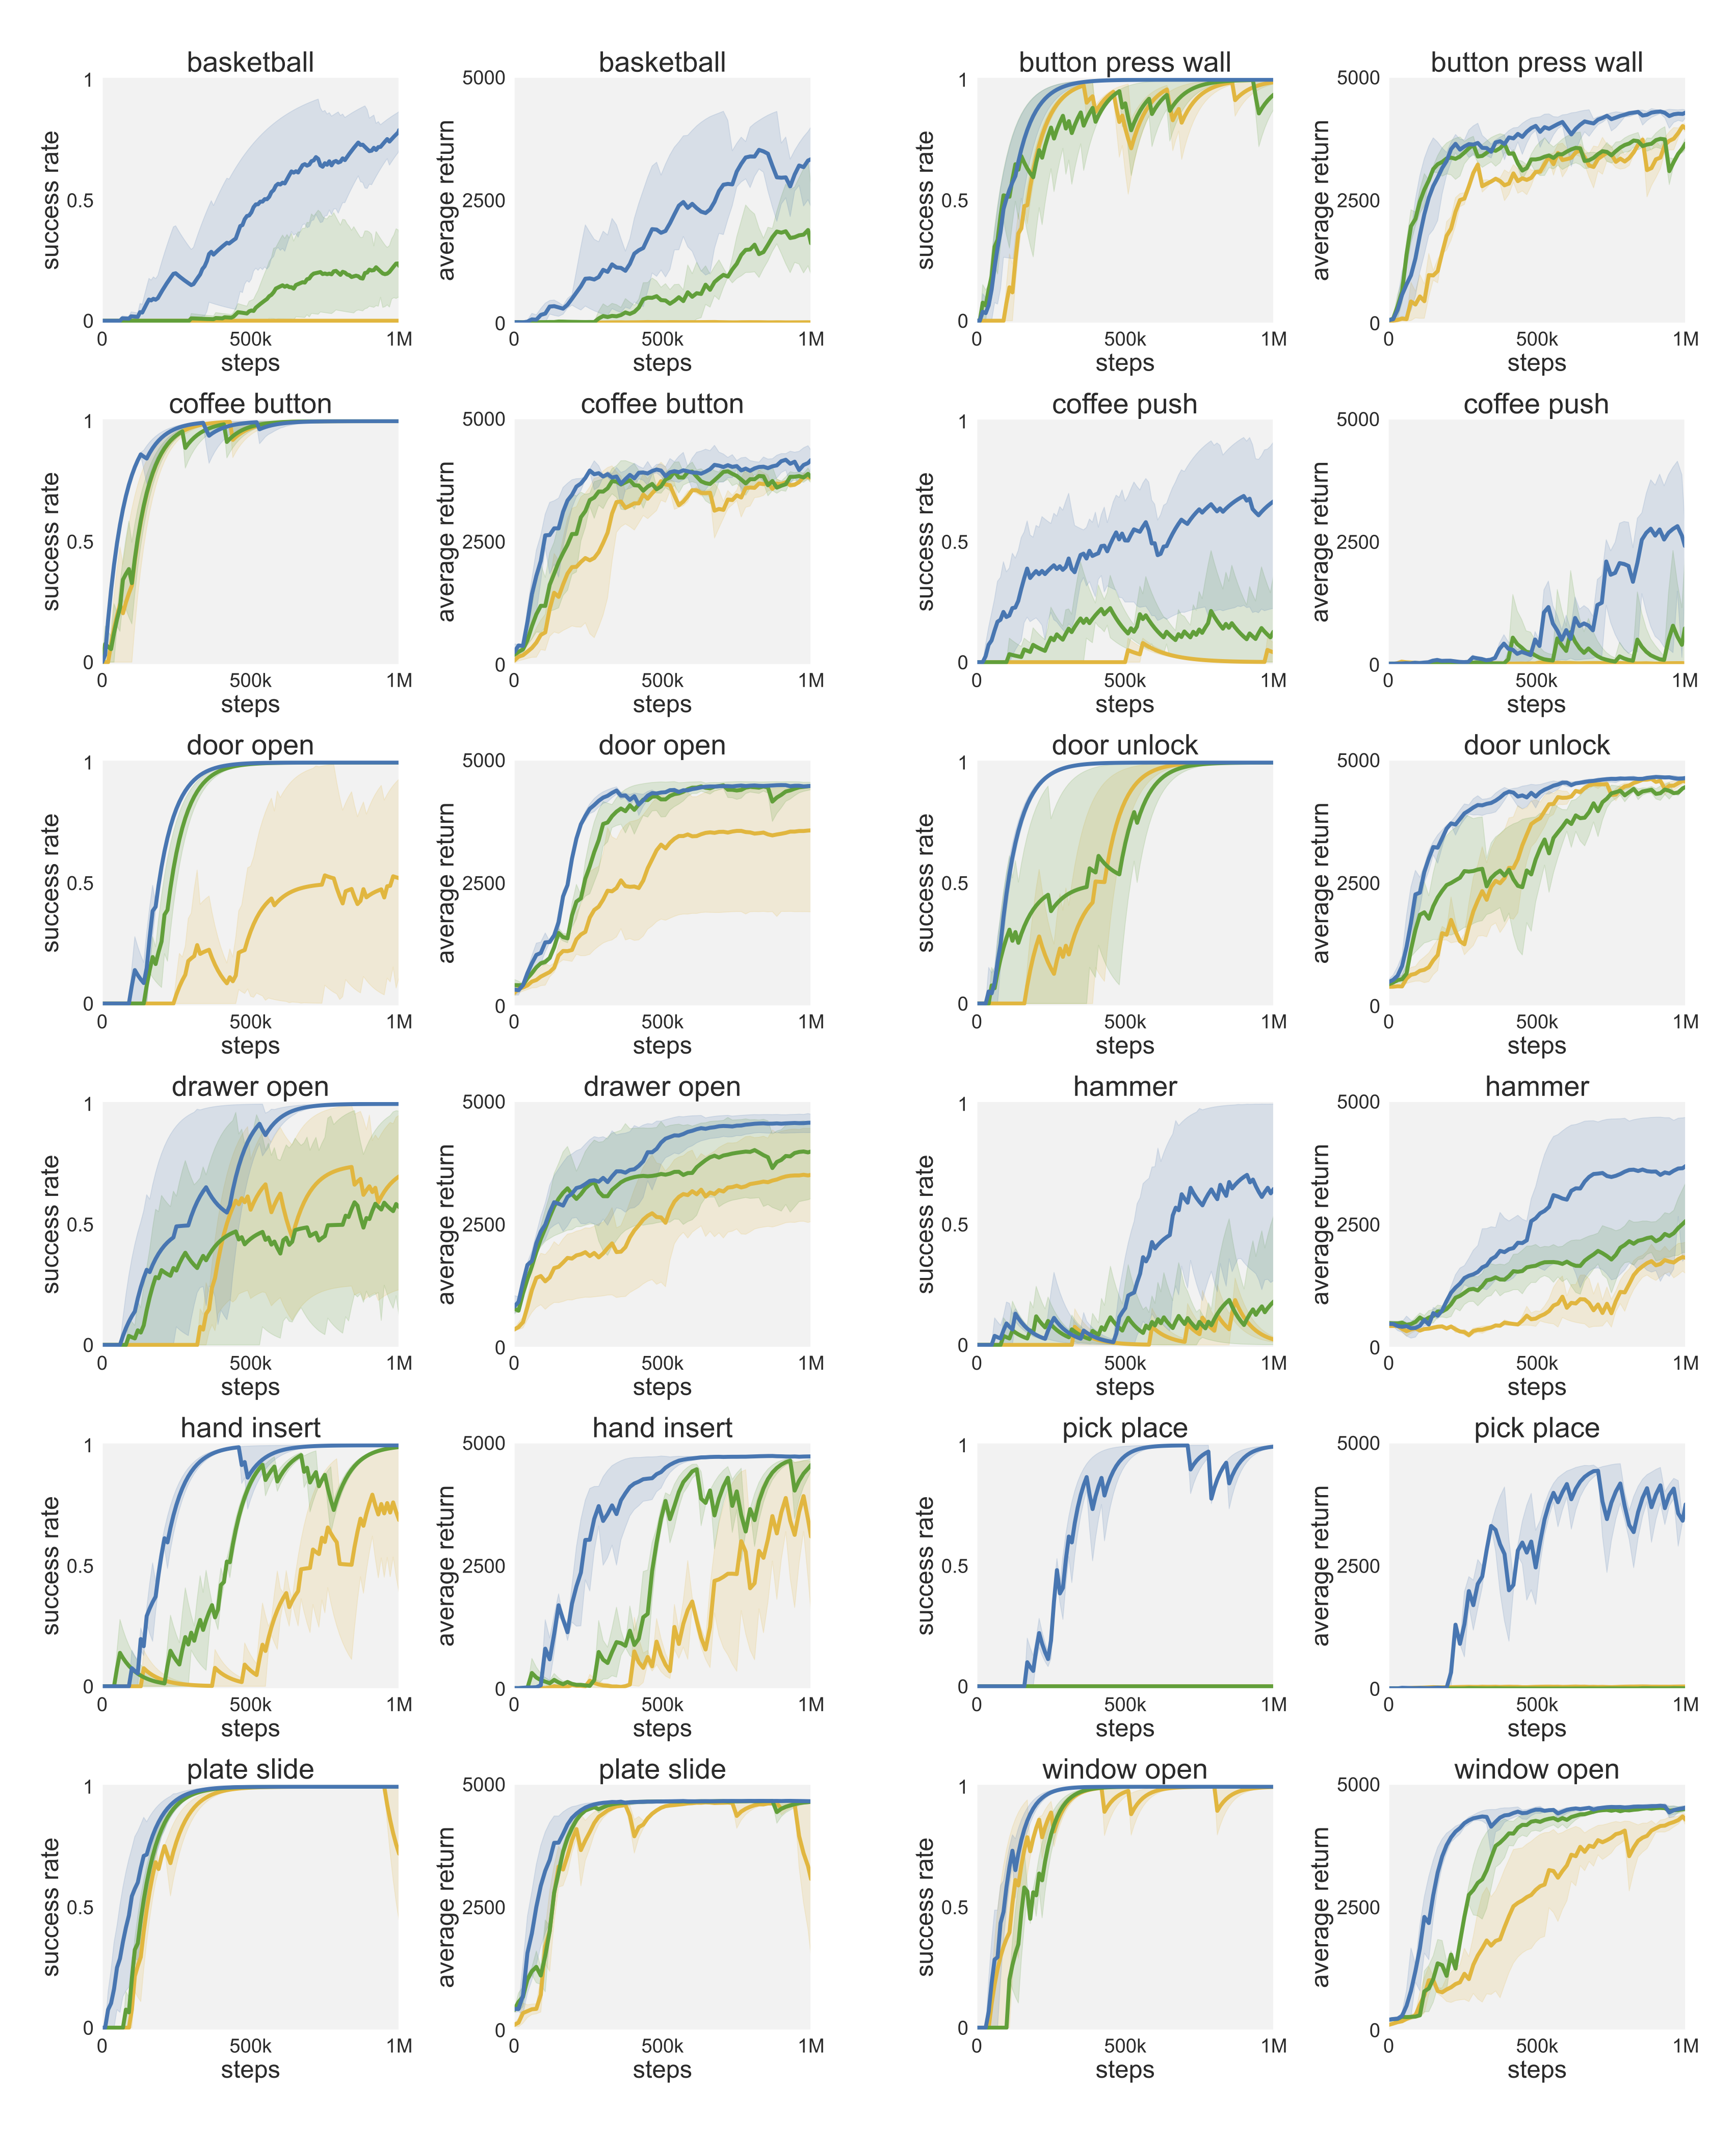 basketball basketball button press wall button press wall
1 5000 1 5000
success rate average return success rate average return
0.5 2500 0.5 2500
0 0 0 0
0 500k 1M 0 500k 1M 0 500k 1M 0 500k 1M
steps steps steps steps
coffee button coffee button coffee push coffee push
1 5000 1 5000
success rate average return success rate average return
0.5 2500 0.5 2500
0 0 0 0
0 500k 1M 0 500k 1M 0 500k 1M 0 500k 1M
steps steps steps steps
door open door open door unlock door unlock
1 5000 1 5000
success rate average return success rate average return
0.5 2500 0.5 2500
0 0 0 0
0 500k 1M 0 500k 1M 0 500k 1M 0 500k 1M
steps steps steps steps
drawer open drawer open hammer hammer
1 5000 1 5000
success rate average return success rate average return
0.5 2500 0.5 2500
0 0 0 0
0 500k 1M 0 500k 1M 0 500k 1M 0 500k 1M
steps steps steps steps
hand insert hand insert pick place pick place
1 5000 1 5000
success rate average return success rate average return
0.5 2500 0.5 2500
0 0 0 0
0 500k 1M 0 500k 1M 0 500k 1M 0 500k 1M
steps steps steps steps
plate slide plate slide window open window open
1 5000 1 5000
success rate average return success rate average return
0.5 2500 0.5 2500
0 0 0 0
0 500k 1M 0 500k 1M 0 500k 1M 0 500k 1M
steps steps steps steps